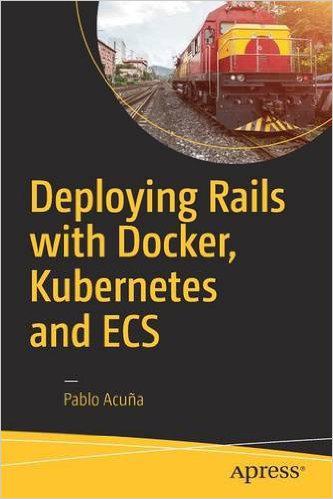 Deploying Rails
with Docker,
Kubernetes
and ECS
—
Pablo Acuña
Apress®